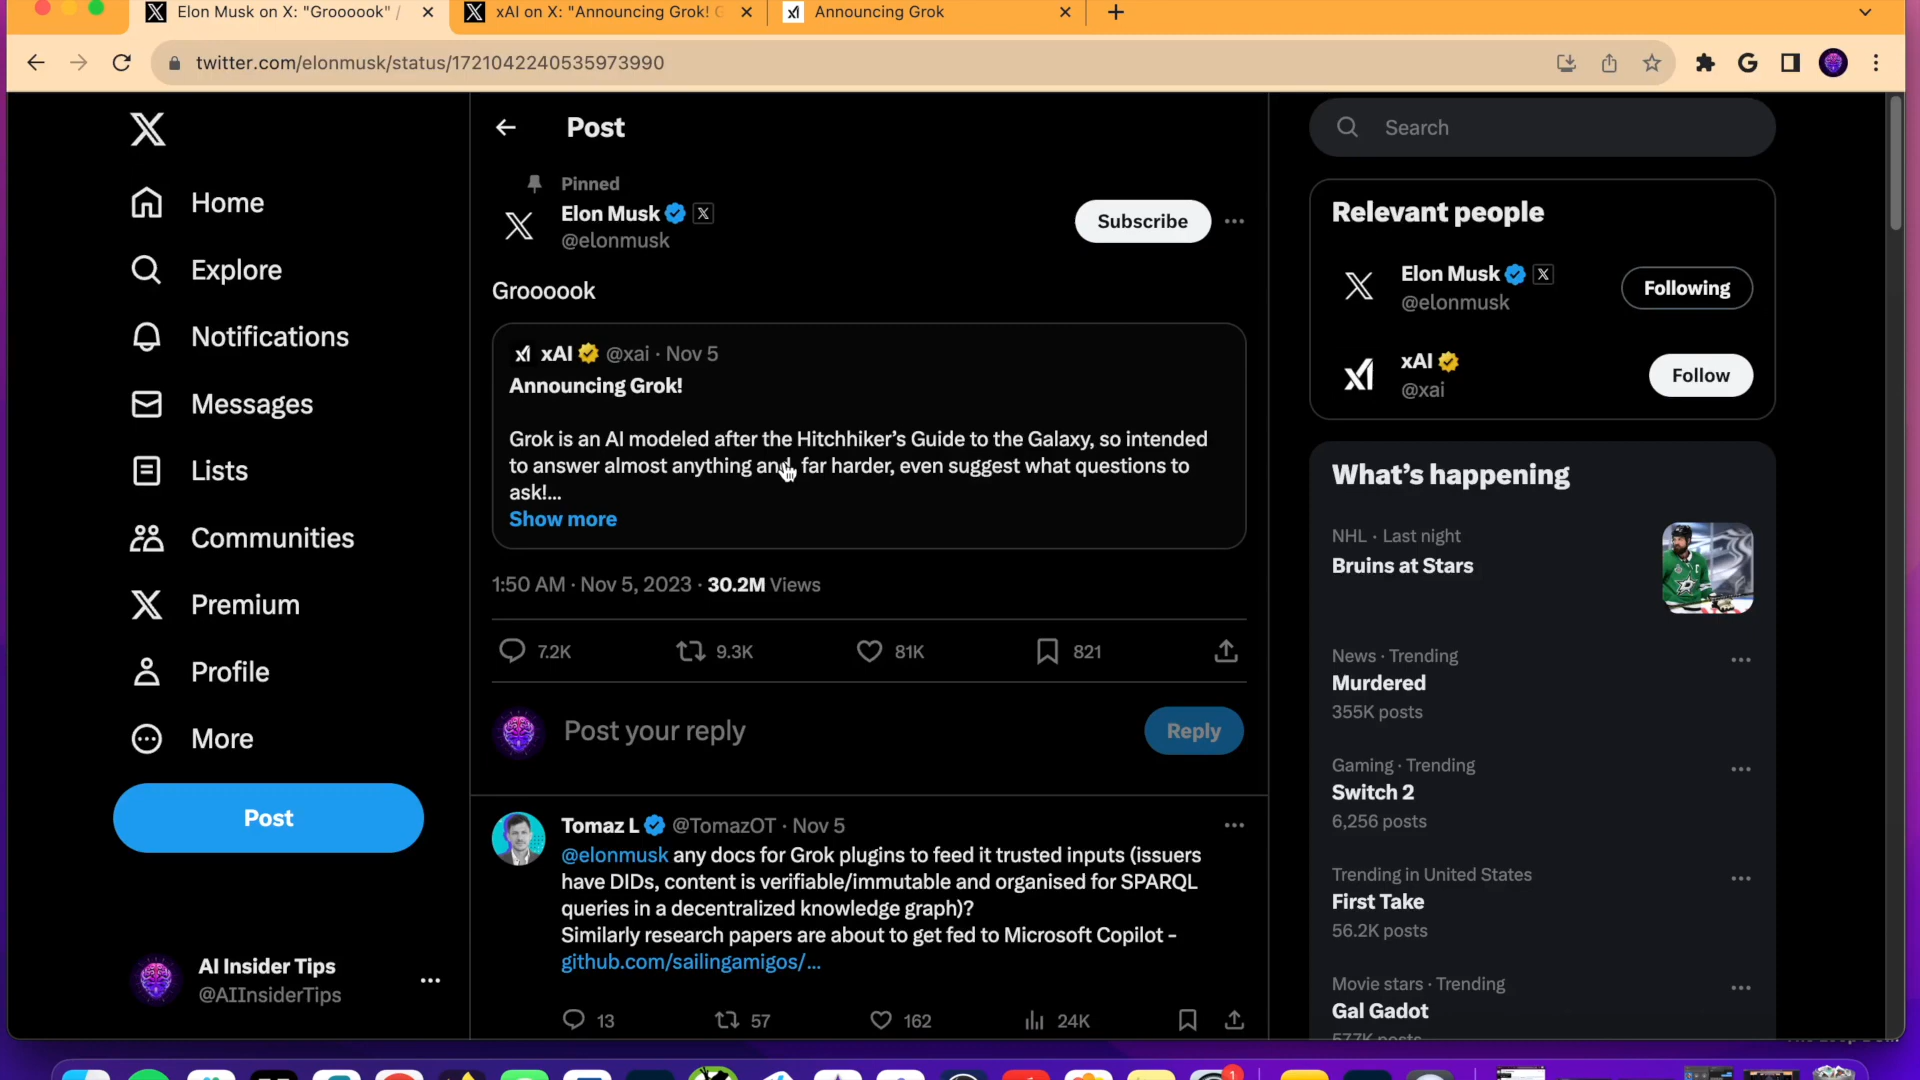 Elon Musk on X: "Groooook" /
xAI on X: "Announcing Grok! G
Announcing Grok
twitter.com/elonmusk/status/1721042240535973990
Home
Explore
Notifications
Messages
Lists
Communities
Premium
Profile
More
Post
AI Insider Tips
@AIInsiderTips
Post
Pinned
Elon Musk
@elonmusk
Subscribe
Groooook
xAI @xai · Nov 5
Announcing Grok!
Grok is an AI modeled after the Hitchhiker's Guide to the Galaxy, so intended
to answer almost anything and, far harder, even suggest what questions to
ask!...
Show more
1:50 AM · Nov 5, 2023 · 30.2M Views
7.2K 9.3K 81K 821
Post your reply
Reply
Tomaz L @TomazOT · Nov 5
@elonmusk any docs for Grok plugins to feed it trusted inputs (issuers
have DIDs, content is verifiable/immutable and organised for SPARQL
queries in a decentralized knowledge graph)?
Similarly research papers are about to get fed to Microsoft Copilot -
github.com/sailingamigos/...
13 57 162 24K
Search
Relevant people
Elon Musk
@elonmusk
Following
xAI
@xai
Follow
What's happening
NHL · Last night
Bruins at Stars
News · Trending
Murdered
355K posts
Gaming · Trending
Switch 2
6,256 posts
Trending in United States
First Take
56.2K posts
Movie stars · Trending
Gal Gadot
577K posts
1